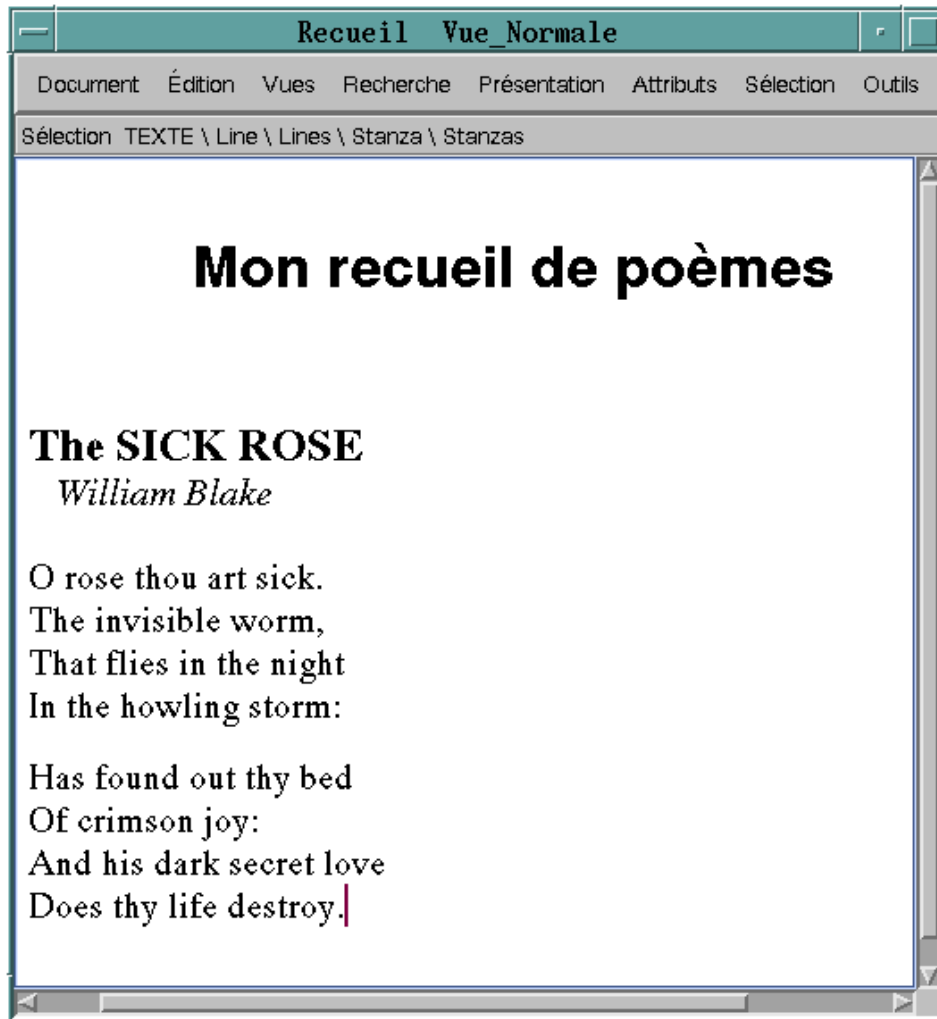 Recueil Vue_Normale
Document Édition Vues Recherche Présentation Attributs Sélection Outils
Sélection TEXTE \ Line \ Lines \ Stanza \ Stanzas
Mon recueil de poèmes
The SICK ROSE
William Blake
O rose thou art sick.
The invisible worm,
That flies in the night
In the howling storm:
Has found out thy bed
Of crimson joy:
And his dark secret love
Does thy life destroy.